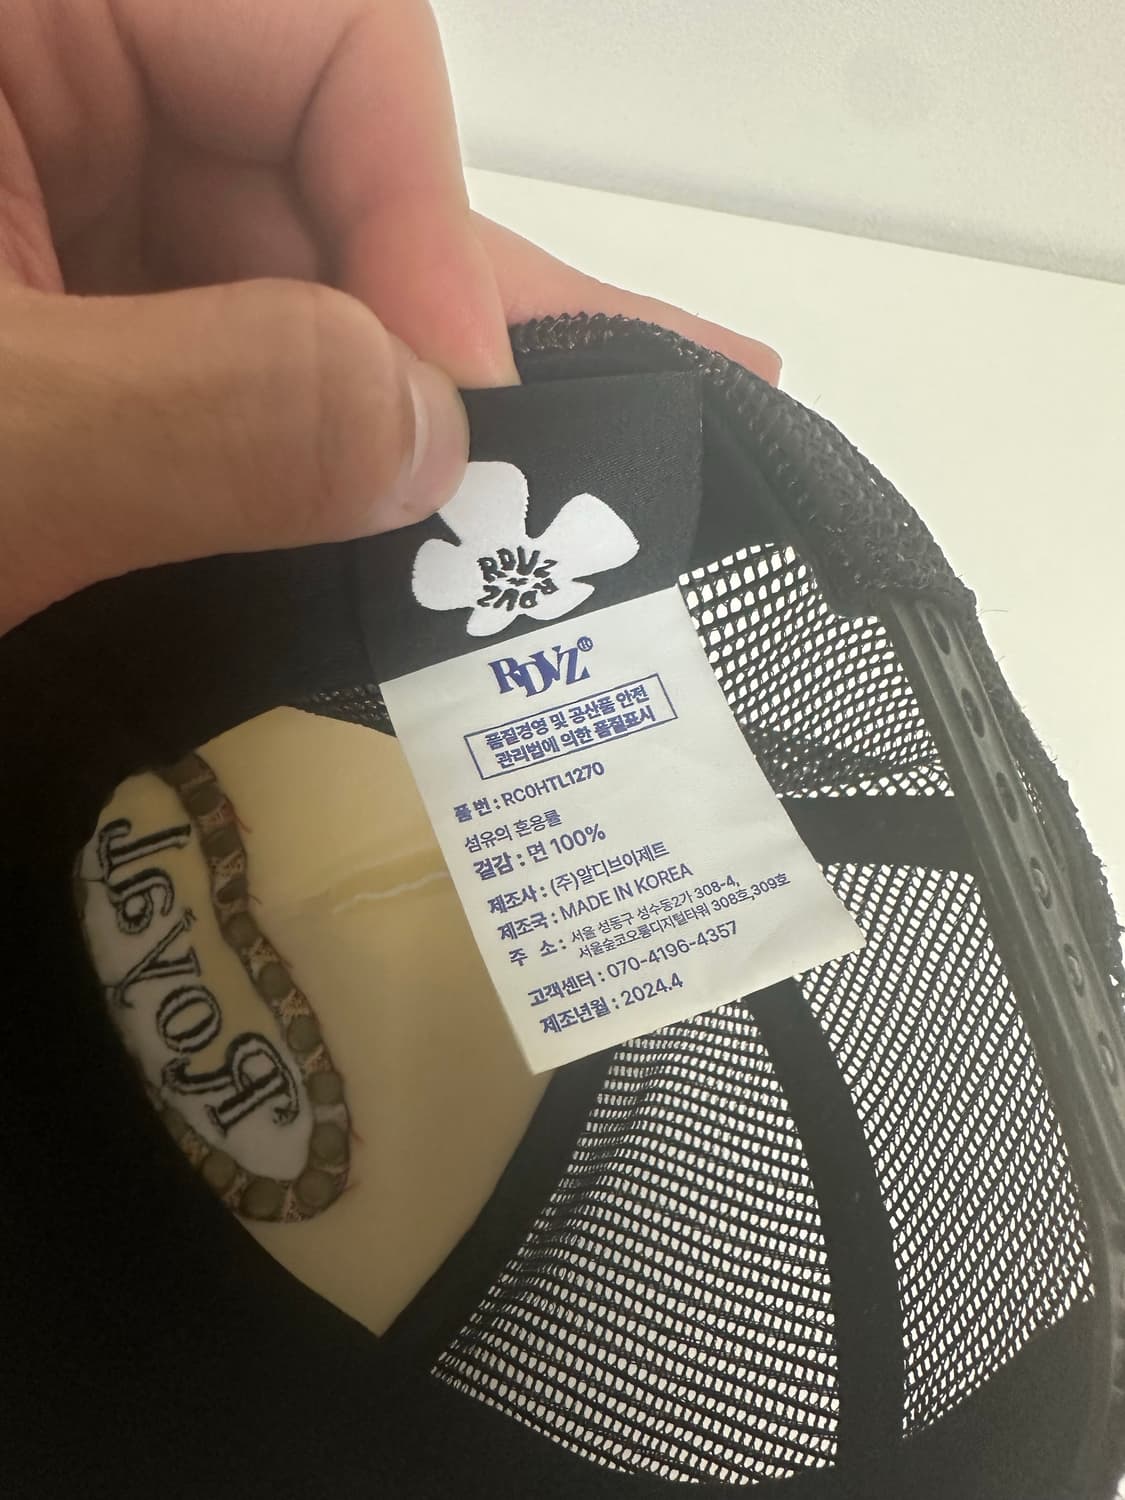 RDVZ
RDVZ
RDVZ®
품질경영 및 공산품 안전
관리법에 의한 품질표시
품 번 : RC0HTL1270
섬유의 혼용률
겉감 : 면 100%
제조사 : (주)알디브이제트
제조국 : MADE IN KOREA
주 소 : 서울 성동구 성수동2가 308-4,
서울숲코오롱디지털타워 308호,309호
고객센터 : 070-4196-4357
제조년월 : 2024.4